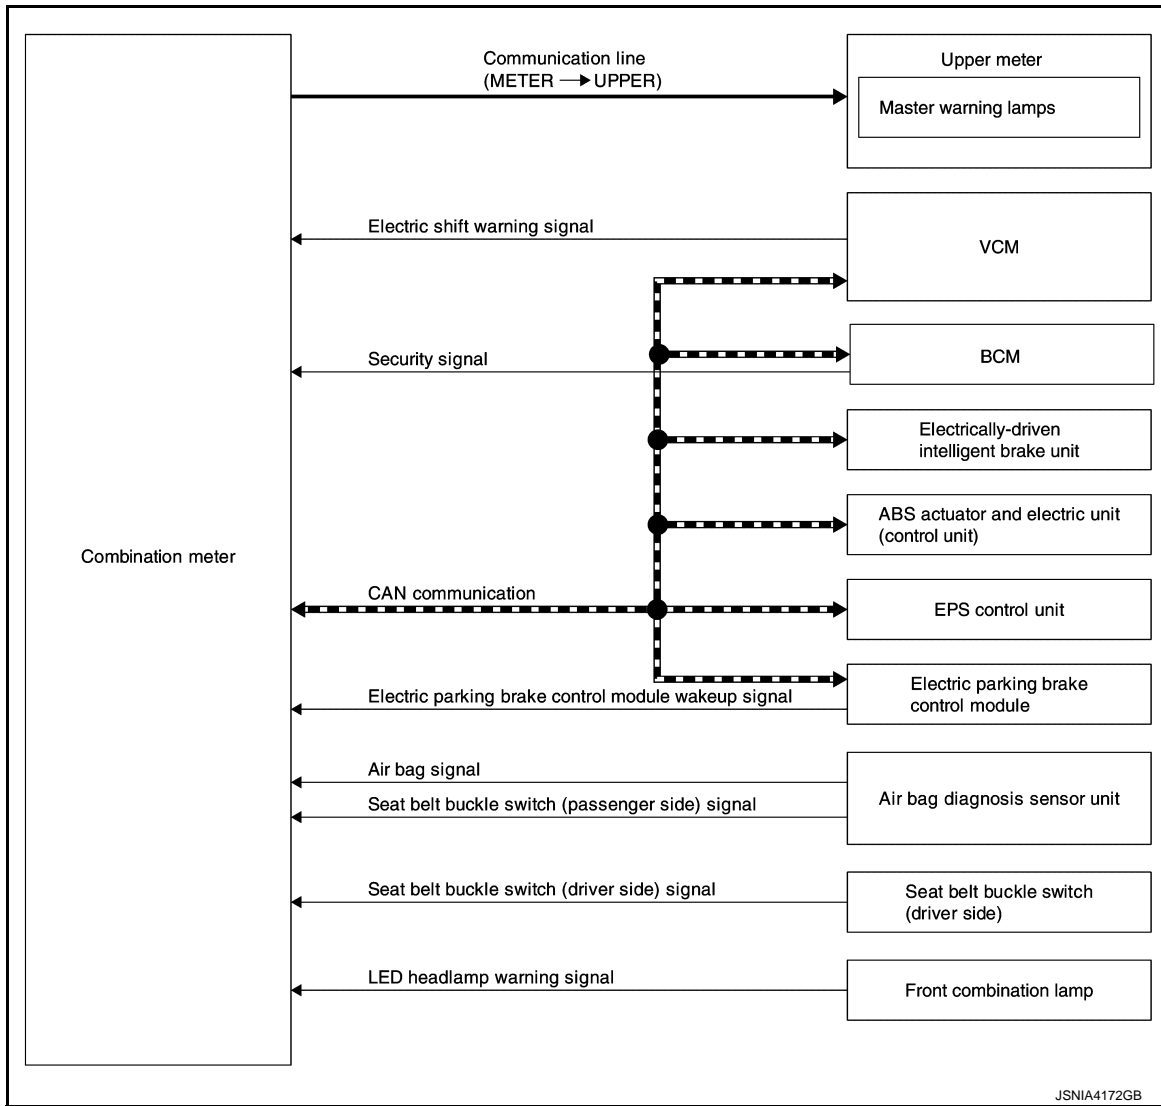 Communication line
(METER → UPPER)
Upper meter
Master warning lamps
Electric shift warning signal
VCM
Security signal
BCM
Electrically-driven
intelligent brake unit
ABS actuator and electric unit
(control unit)
Combination meter
CAN communication
EPS control unit
Electric parking brake control module wakeup signal
Electric parking brake
control module
Air bag signal
Seat belt buckle switch (passenger side) signal
Air bag diagnosis sensor unit
Seat belt buckle switch (driver side) signal
Seat belt buckle switch
(driver side)
LED headlamp warning signal
Front combination lamp
JSNIA4172GB